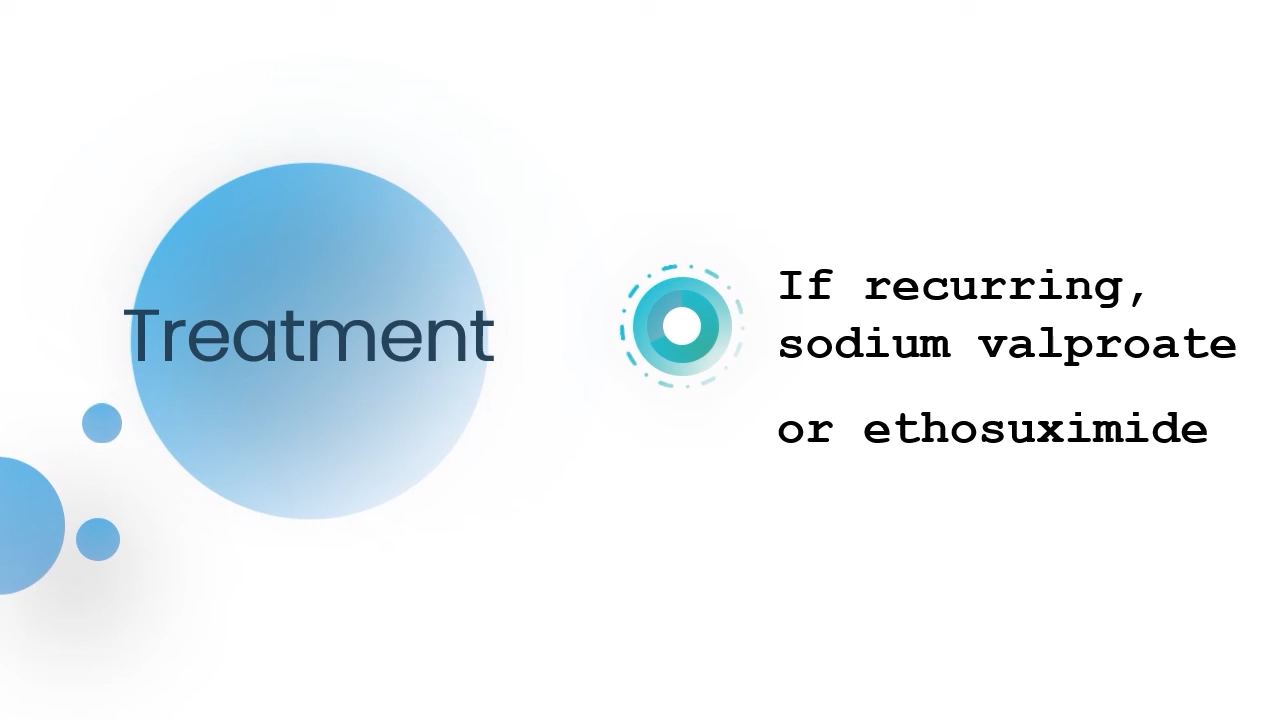 Treatment
If recurring,
sodium valproate
or ethosuximide